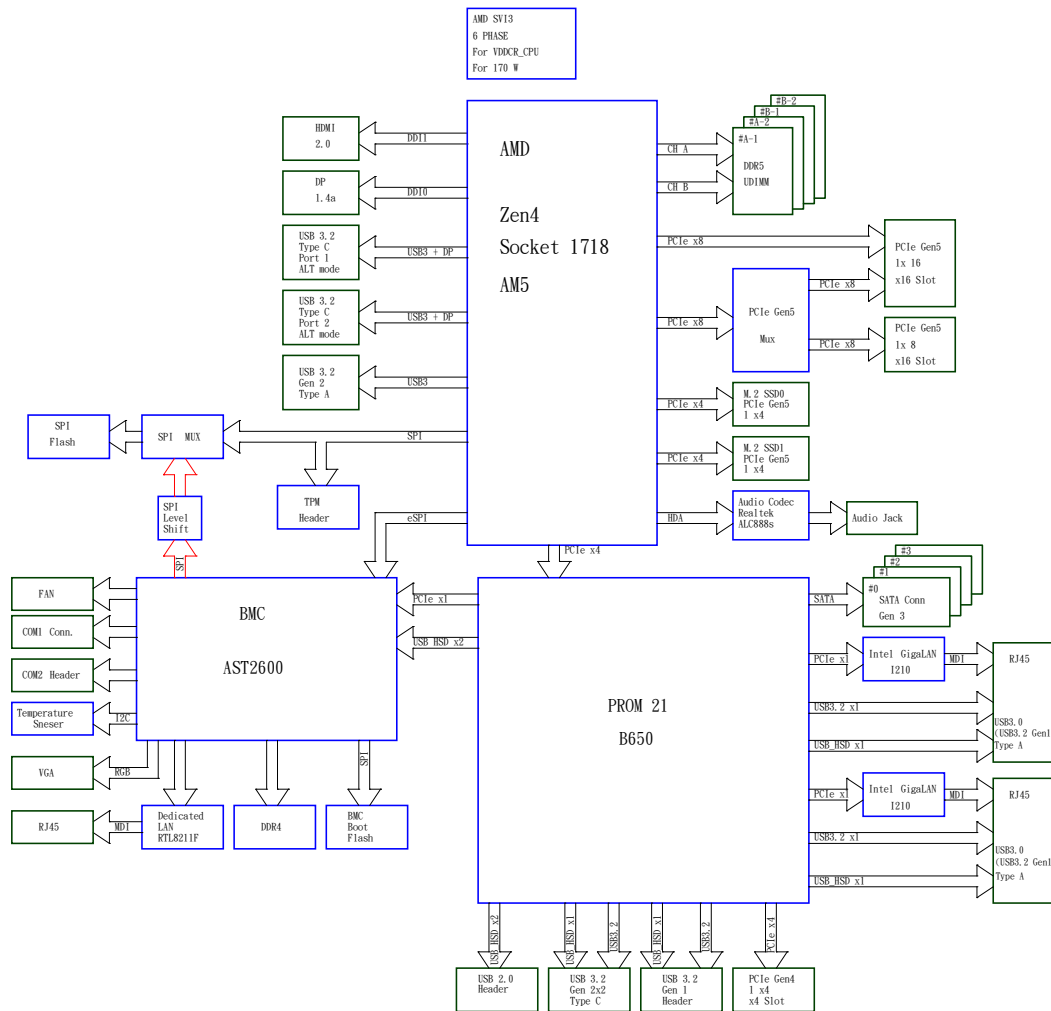 AMD SVI3
6 PHASE
For VDDCR_CPU
For 170 W
AMD
Zen4
Socket 1718
AM5
HDMI
2.0
DDI1
DP
1.4a
DDI0
USB 3.2
Type C
Port 1
ALT mode
USB3 + DP
USB 3.2
Type C
Port 2
ALT mode
USB3 + DP
USB 3.2
Gen 2
Type A
USB3
SPI
Flash
SPI MUX
SPI
TPM
Header
SPI
Level
Shift
SPI
eSPI
CH A
CH B
#B-2
#B-1
#A-2
#A-1
DDR5
UDIMM
PCIe x8
PCIe Gen5
1x 16
x16 Slot
PCIe x8
PCIe Gen5
Mux
PCIe x8
PCIe x8
PCIe Gen5
1x 8
x16 Slot
PCIe x4
M.2 SSD0
PCIe Gen5
1 x4
PCIe x4
M.2 SSD1
PCIe Gen5
1 x4
HDA
Audio Codec
Realtek
ALC888s
Audio Jack
PCIe x4
FAN
COM1 Conn.
COM2 Header
Temperature
Sneser
I2C
VGA
RGB
RJ45
MDI
Dedicated
LAN
RTL8211F
DDR4
SPI
BMC
Boot
Flash
BMC
AST2600
PCIe x1
USB HSD x2
PROM 21
B650
SATA
#3
#2
#1
#0
SATA Conn
Gen 3
PCIe x1
Intel GigaLAN
I210
MDI
RJ45
USB3.2 x1
USB_HSD x1
USB3.0
(USB3.2 Gen1
Type A
PCIe x1
Intel GigaLAN
I210
MDI
RJ45
USB3.2 x1
USB_HSD x1
USB3.0
(USB3.2 Gen1
Type A
USB HSD x2
USB HSD x1
USB3.2
USB HSD x1
USB3.2
PCIe x4
USB 2.0
Header
USB 3.2
Gen 2x2
Type C
USB 3.2
Gen 1
Header
PCIe Gen4
1 x4
x4 Slot